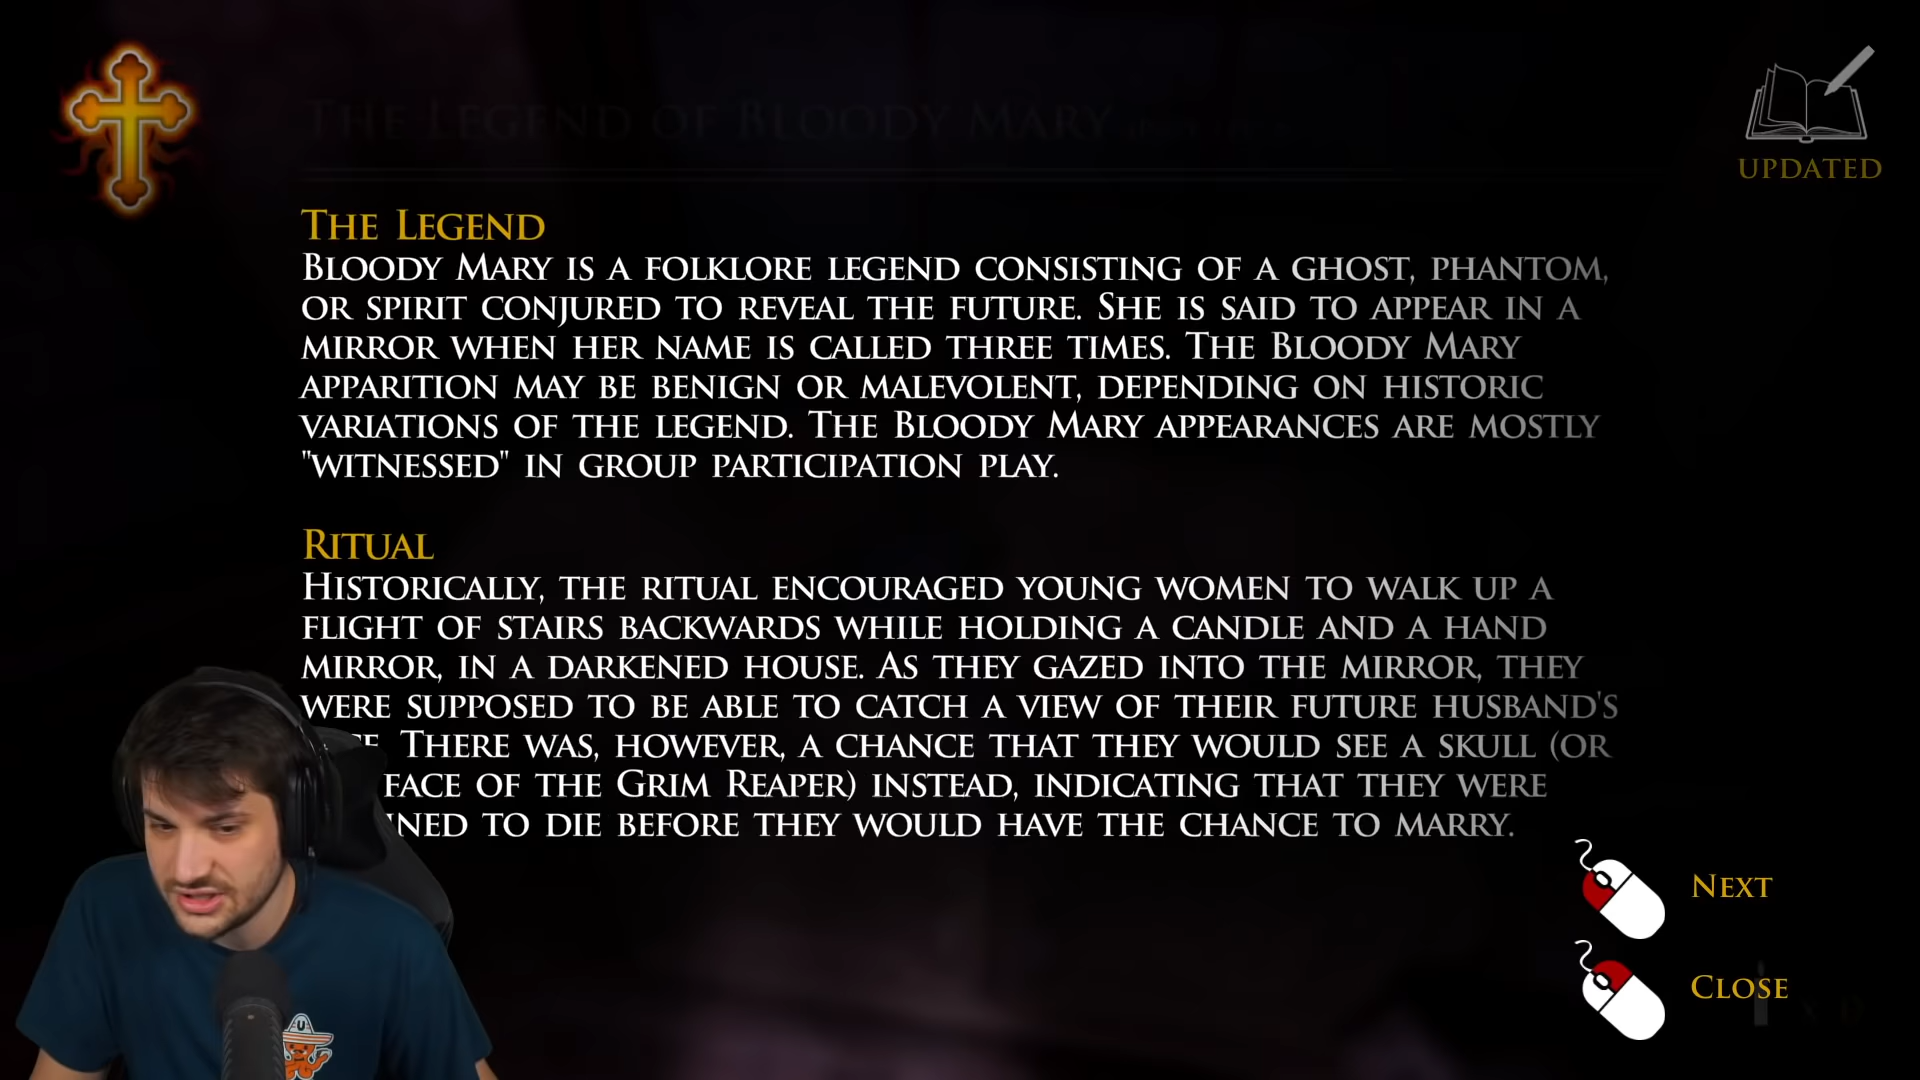 The Legend of Bloody Mary
UPDATED
The Legend
Bloody Mary is a folklore legend consisting of a ghost, phantom,
or spirit conjured to reveal the future. She is said to appear in a
mirror when her name is called three times. The Bloody Mary
apparition may be benign or malevolent, depending on historic
variations of the legend. The Bloody Mary appearances are mostly
"witnessed" in group participation play.
Ritual
Historically, the ritual encouraged young women to walk up a
flight of stairs backwards while holding a candle and a hand
mirror, in a darkened house. As they gazed into the mirror, they
were supposed to be able to catch a view of their future husband's
There was, however, a chance that they would see a skull (or
face of the Grim Reaper) instead, indicating that they were
to die before they would have the chance to marry.
Next
Close
U